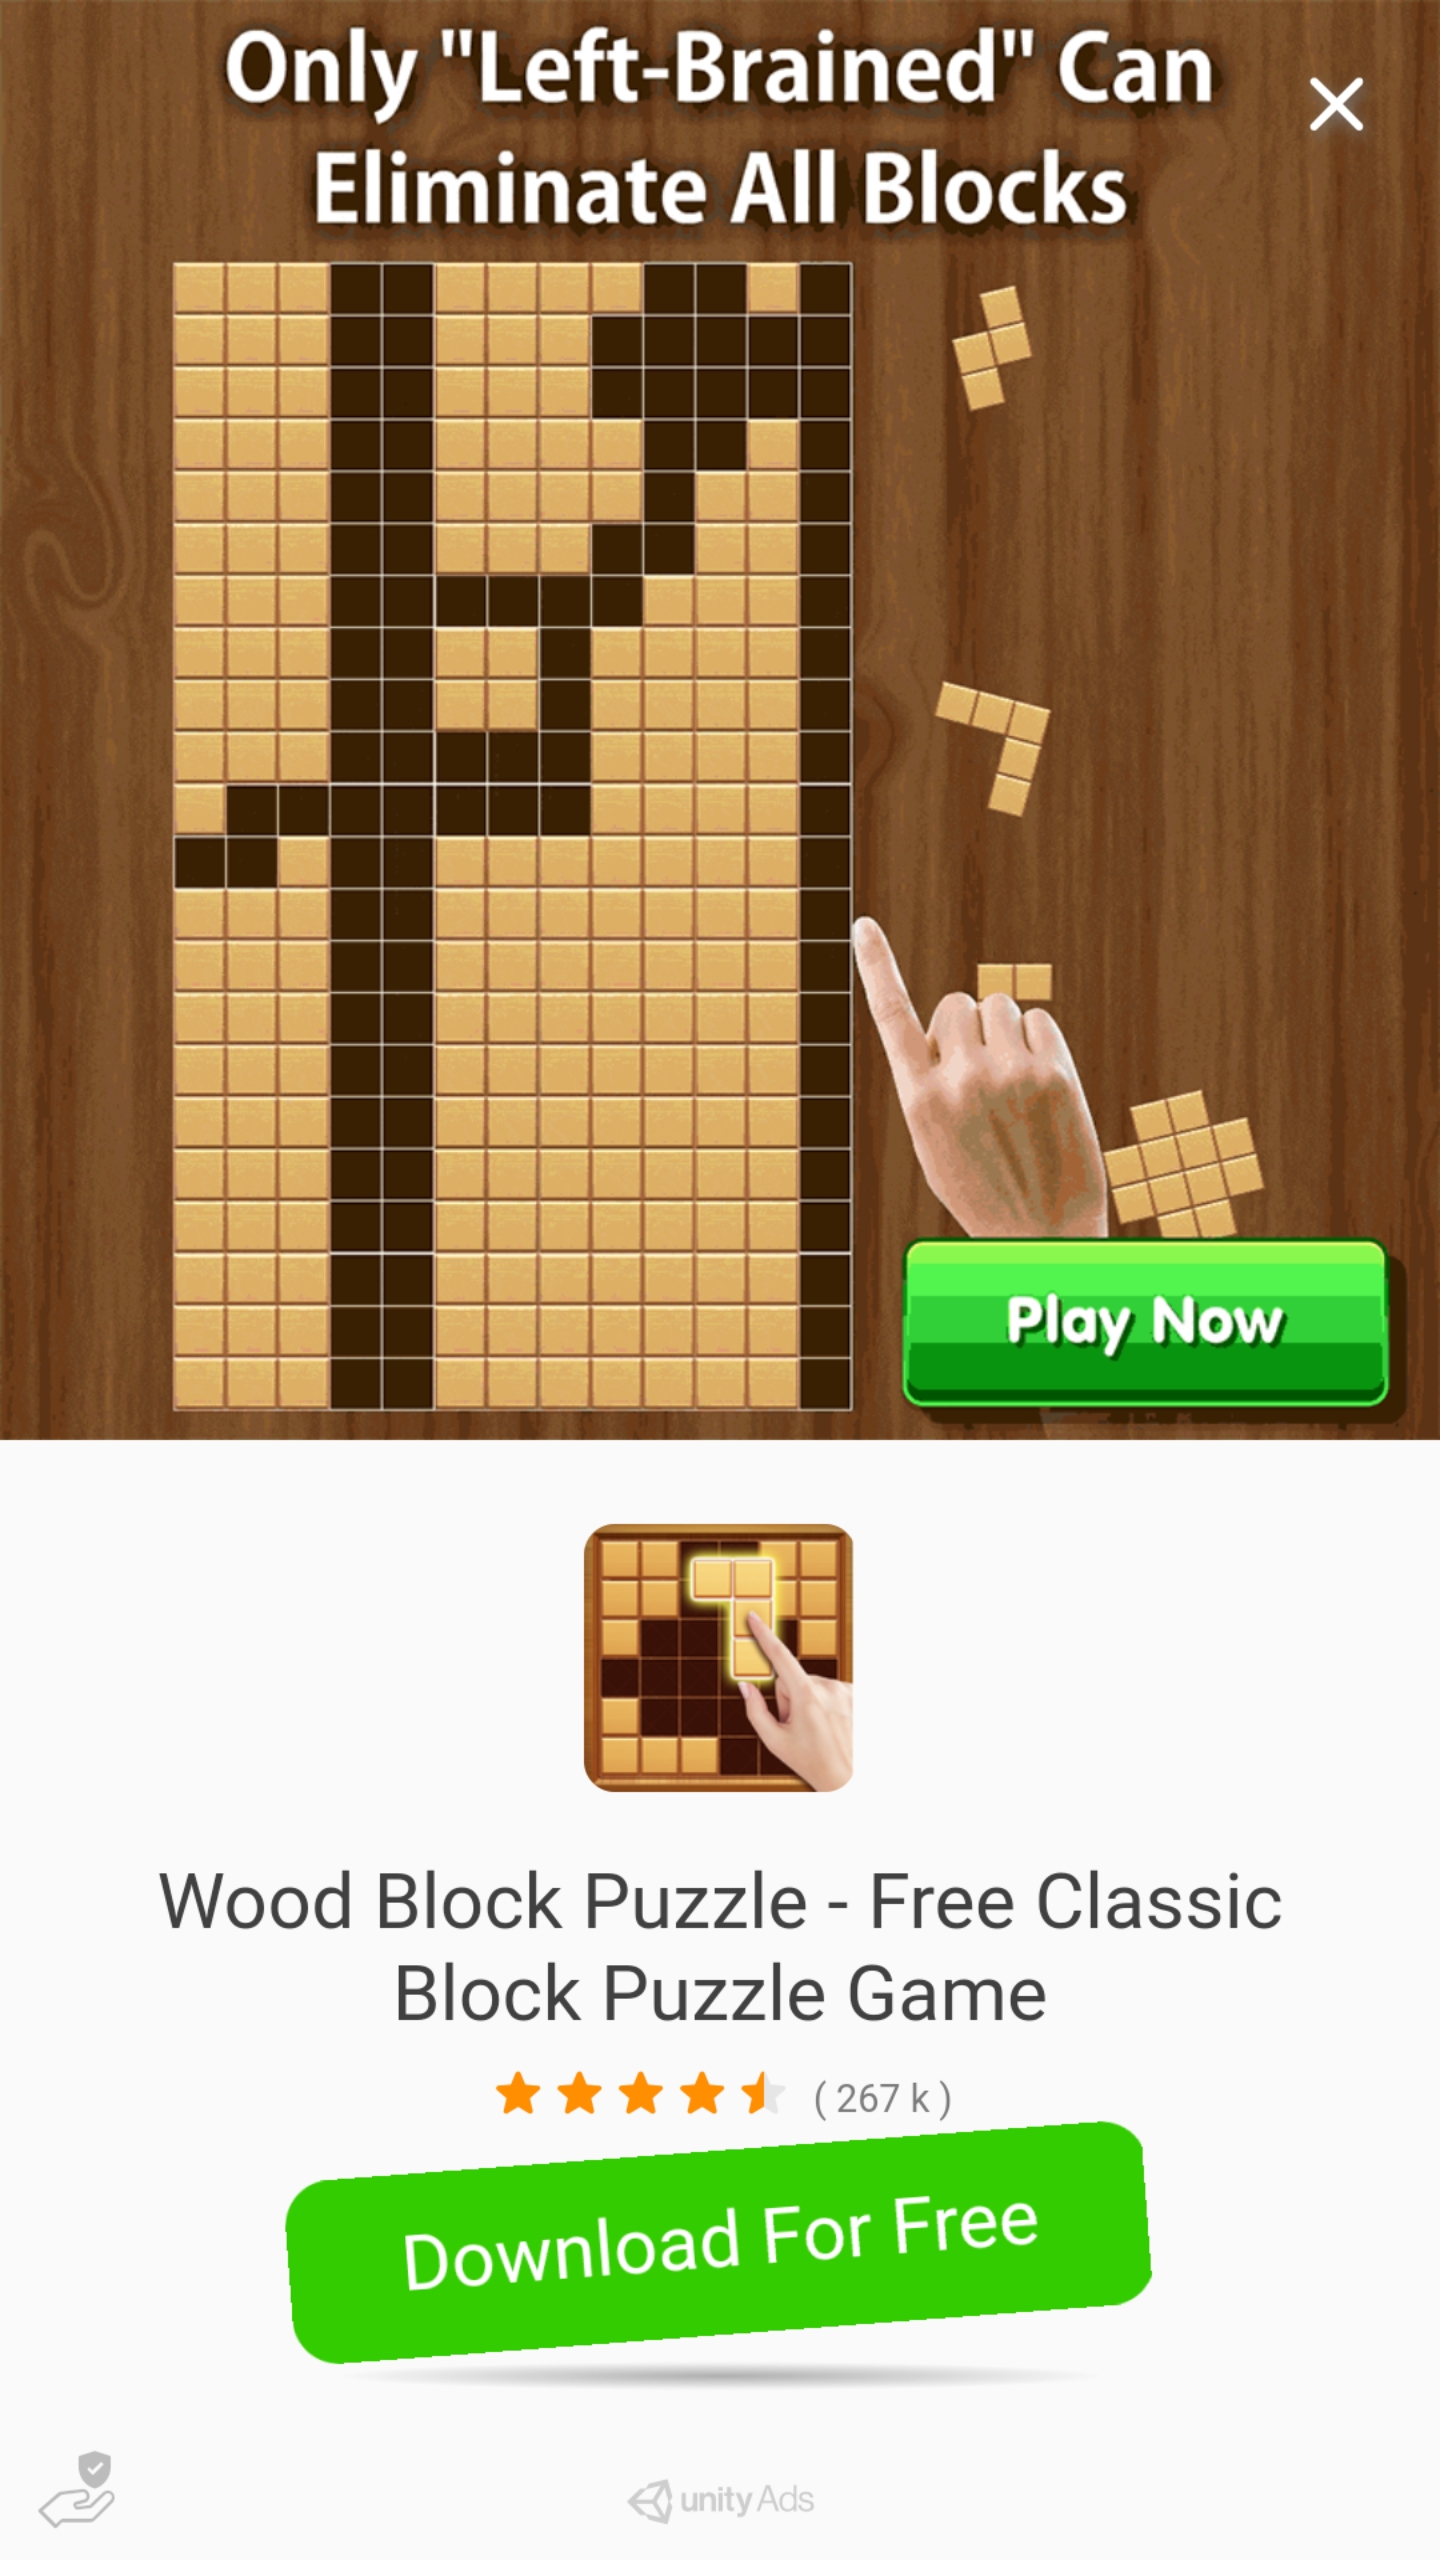 Only "Left-Brained" Can
Eliminate All Blocks
Play Now
Wood Block Puzzle - Free Classic
Block Puzzle Game
( 267 k )
Download For Free
unity Ads